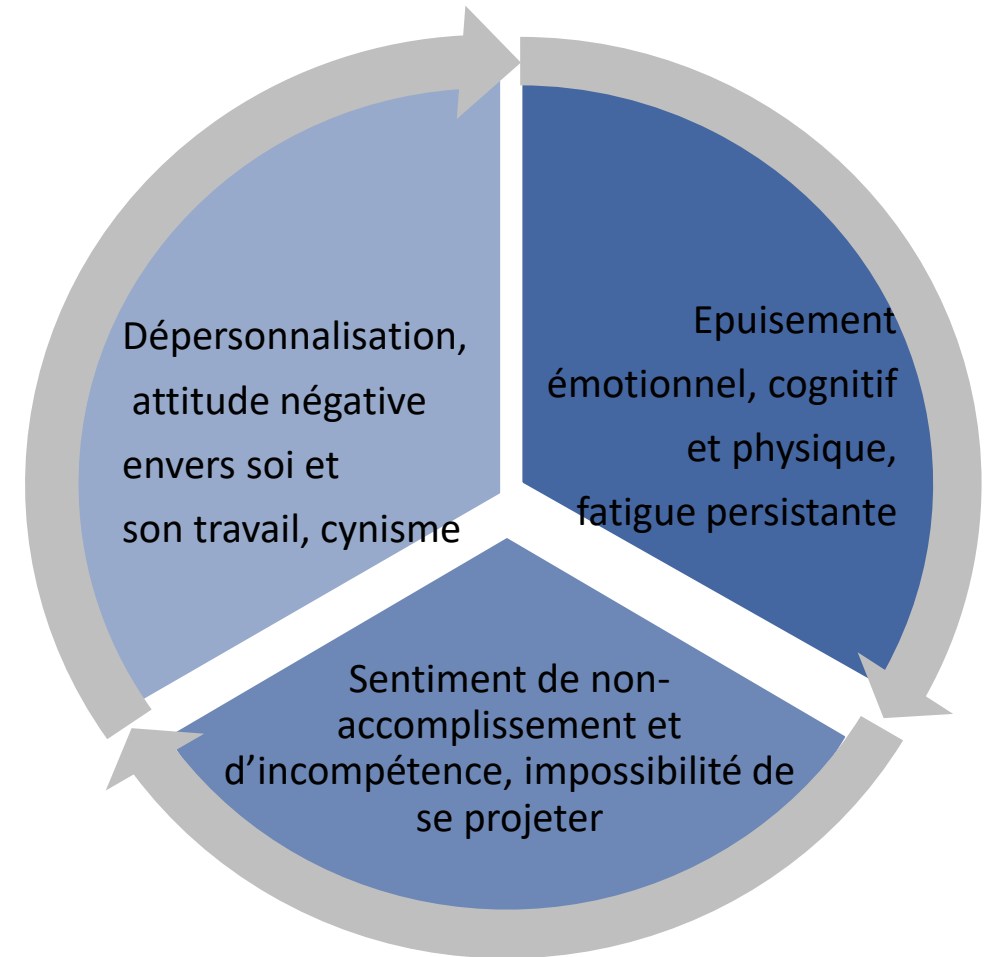 Dépersonnalisation,
attitude négative
envers soi et
son travail, cynisme
Epuisement
émotionnel, cognitif
et physique,
fatigue persistante
Sentiment de non-
accomplissement et
d’incompétence, impossibilité de
se projeter